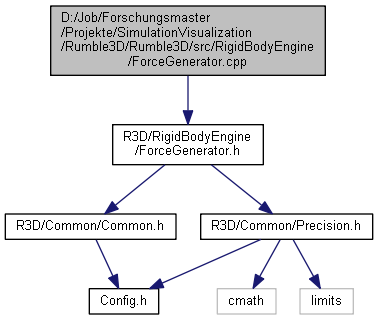 D:/Job/Forschungsmaster
/Projekte/SimulationVisualization
/Rumble3D/Rumble3D/src/RigidBodyEngine
/ForceGenerator.cpp
R3D/RigidBodyEngine
/ForceGenerator.h
R3D/Common/Common.h
R3D/Common/Precision.h
Config.h
cmath
limits